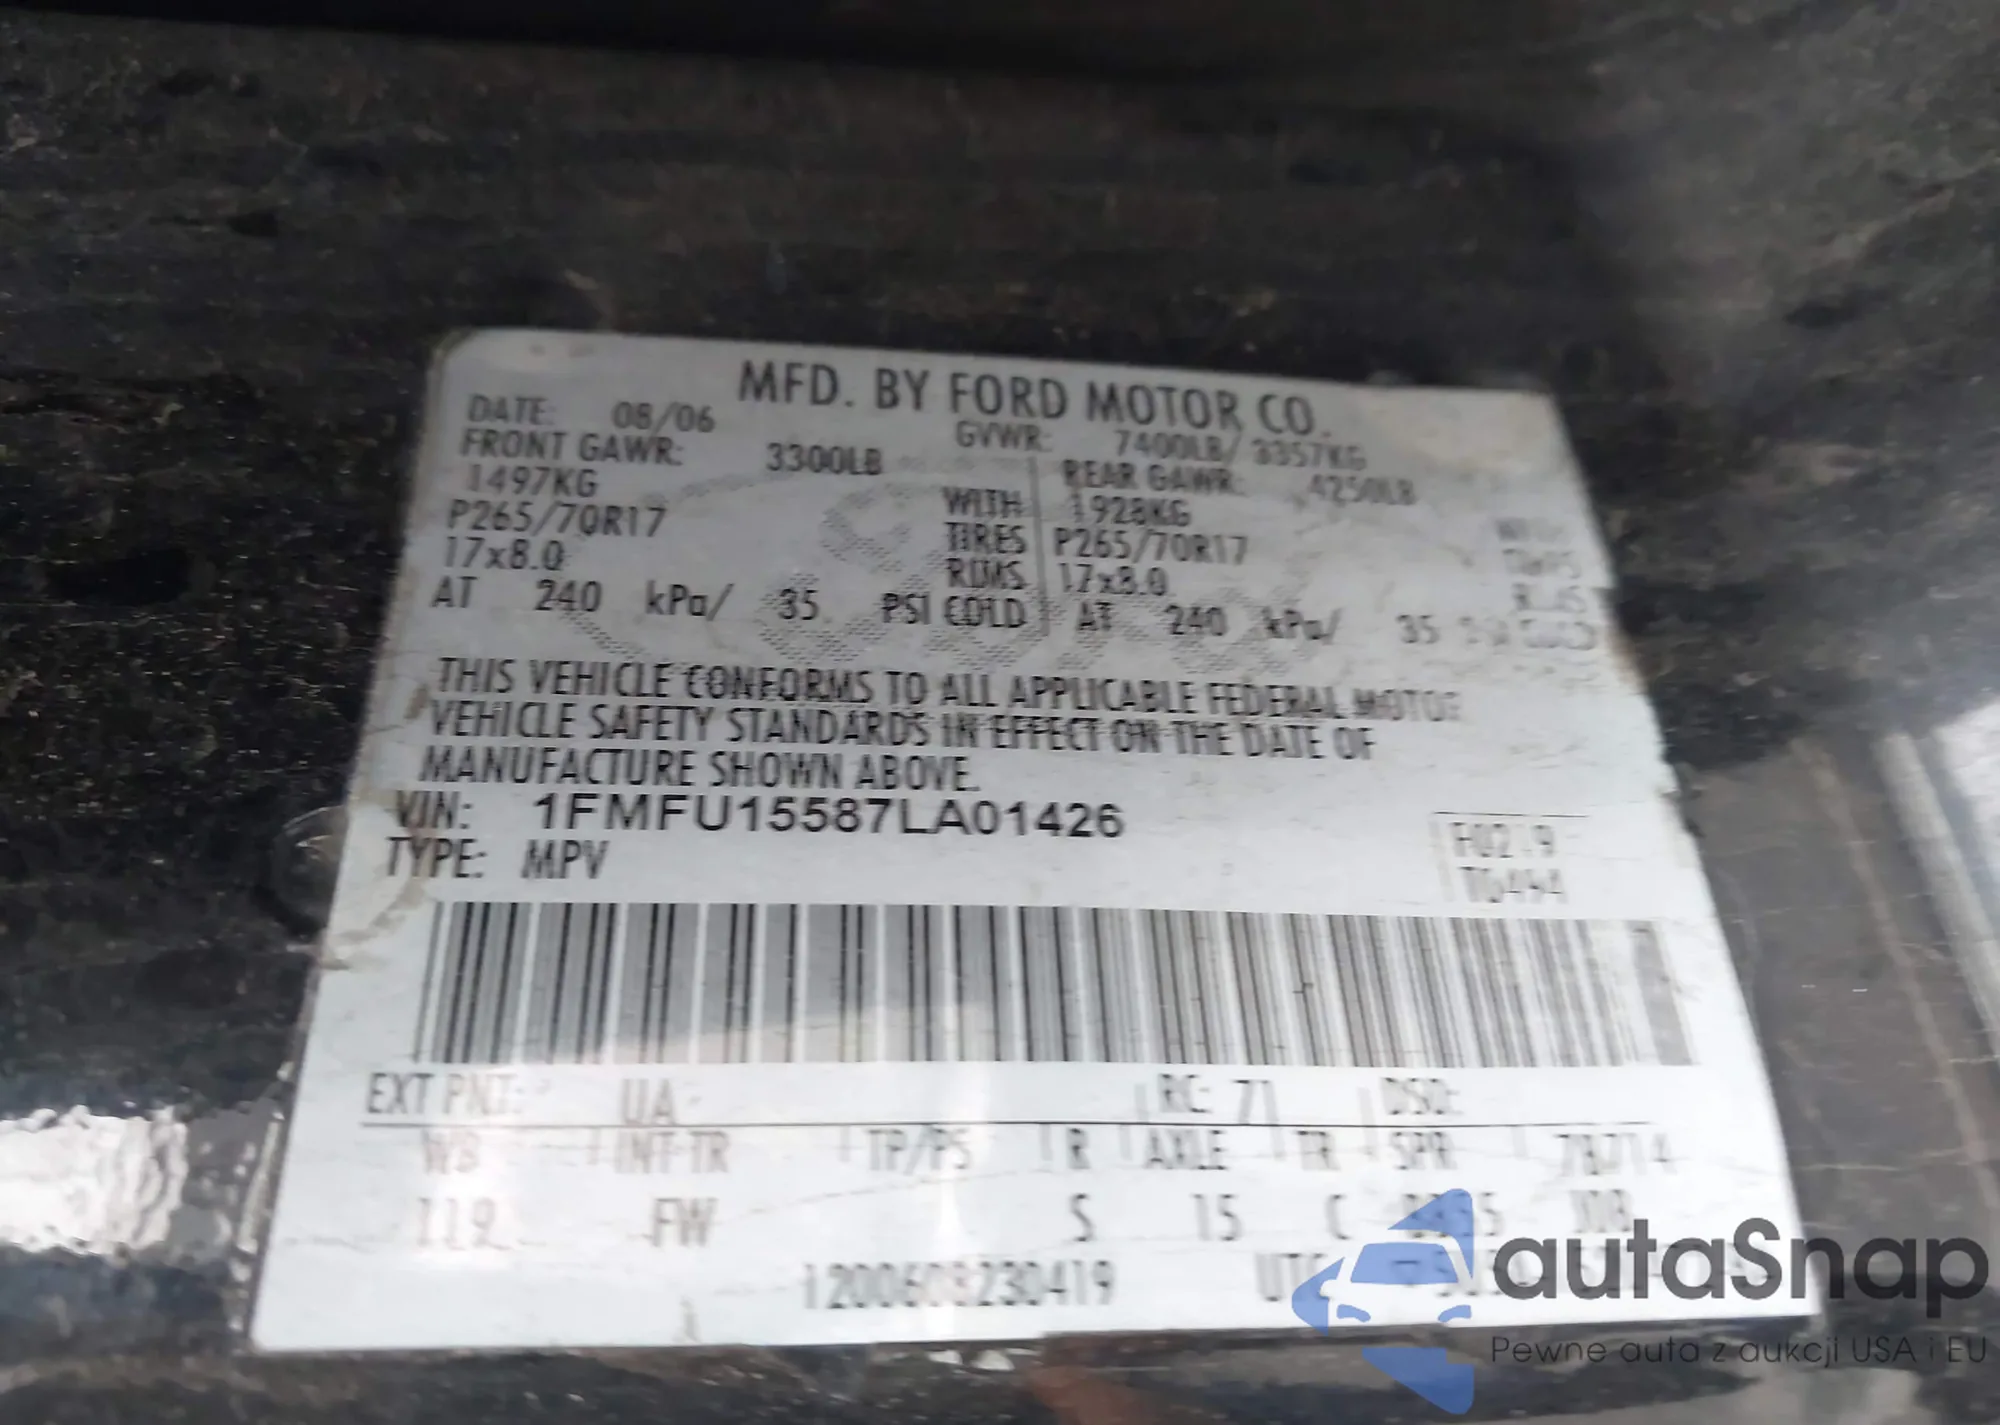 MFD. BY FORD MOTOR CO.
DATE: 08/06 GVWR: 7400LB/ 3357KG
FRONT GAWR: 3300LB REAR GAWR: 4250LB
1497KG WITH 1928KG
P265/70R17 TIRES P265/70R17
17x8.0 RIMS 17x8.0
AT 240 kPa/ 35 PSI COLD AT 240 kPa/ 35
THIS VEHICLE CONFORMS TO ALL APPLICABLE FEDERAL MOTOR
VEHICLE SAFETY STANDARDS IN EFFECT ON THE DATE OF
MANUFACTURE SHOWN ABOVE.
VIN: 1FMFU15587LA01426
TYPE: MPV
EXT PNT: UA RC: 71 DSO:
WB INT TR TP/PS R AXLE TR SPR
119 FW S 15 C
1200608230419 UTC
autaSnap
Pewne auta z aukcji USA i EU